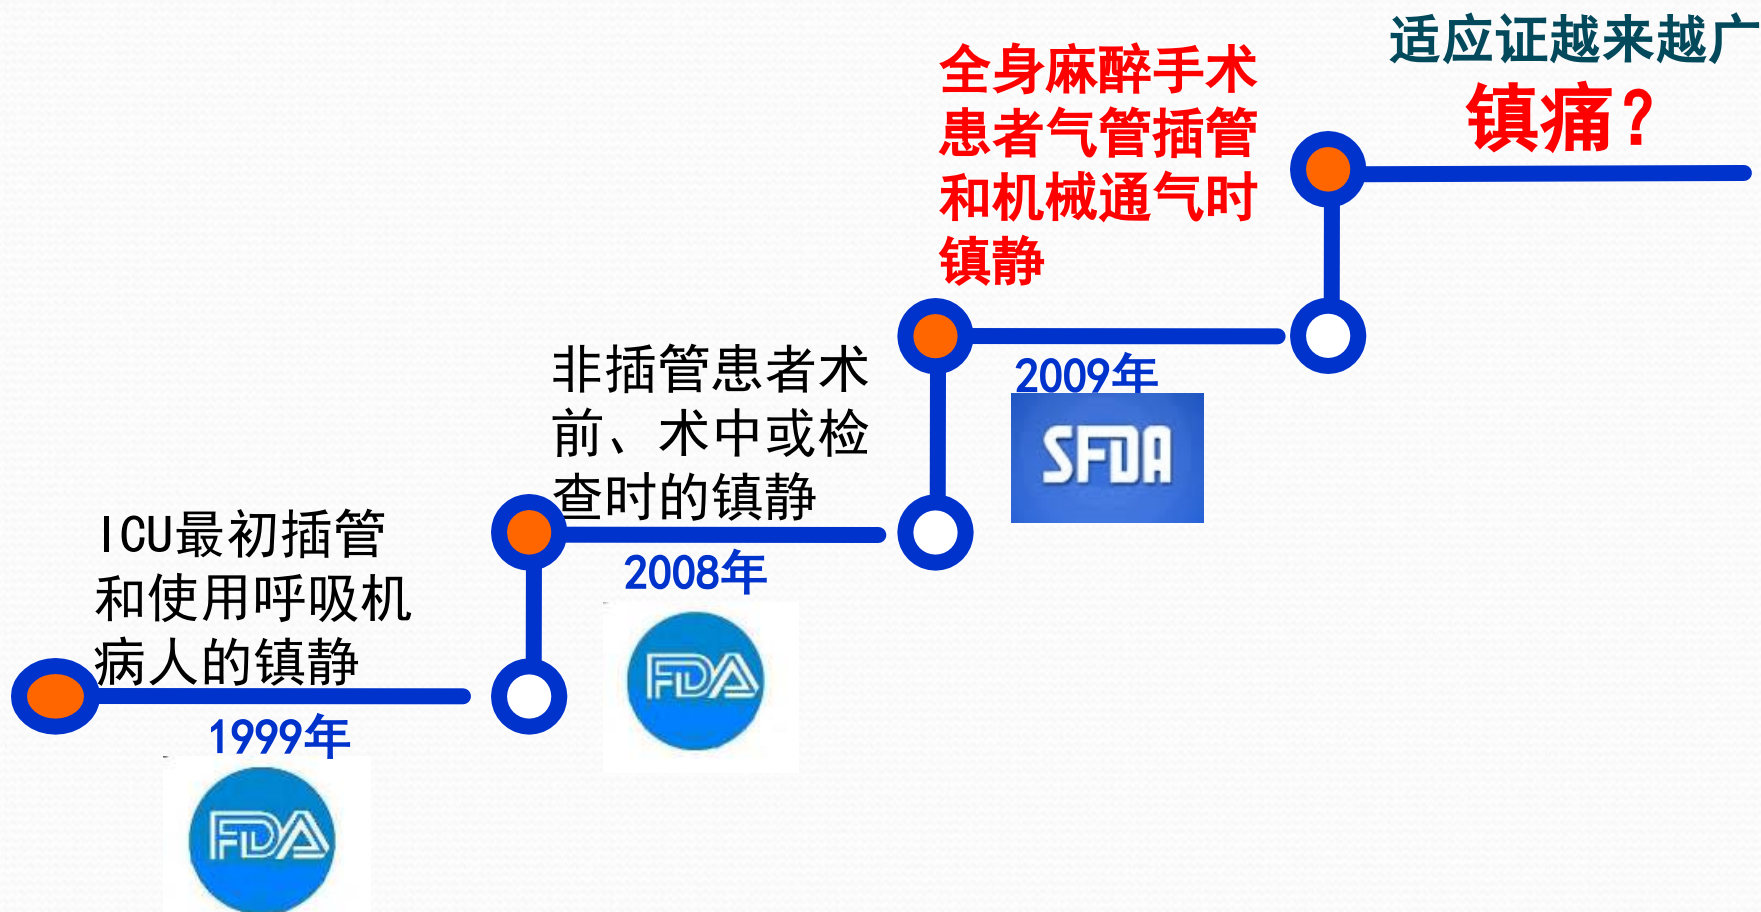 适应证越来越广
镇痛？
全身麻醉手术
患者气管插管
和机械通气时
镇静
2009年
SFDA
非插管患者术
前、术中或检
查时的镇静
2008年
FDA
ICU最初插管
和使用呼吸机
病人的镇静
1999年
FDA